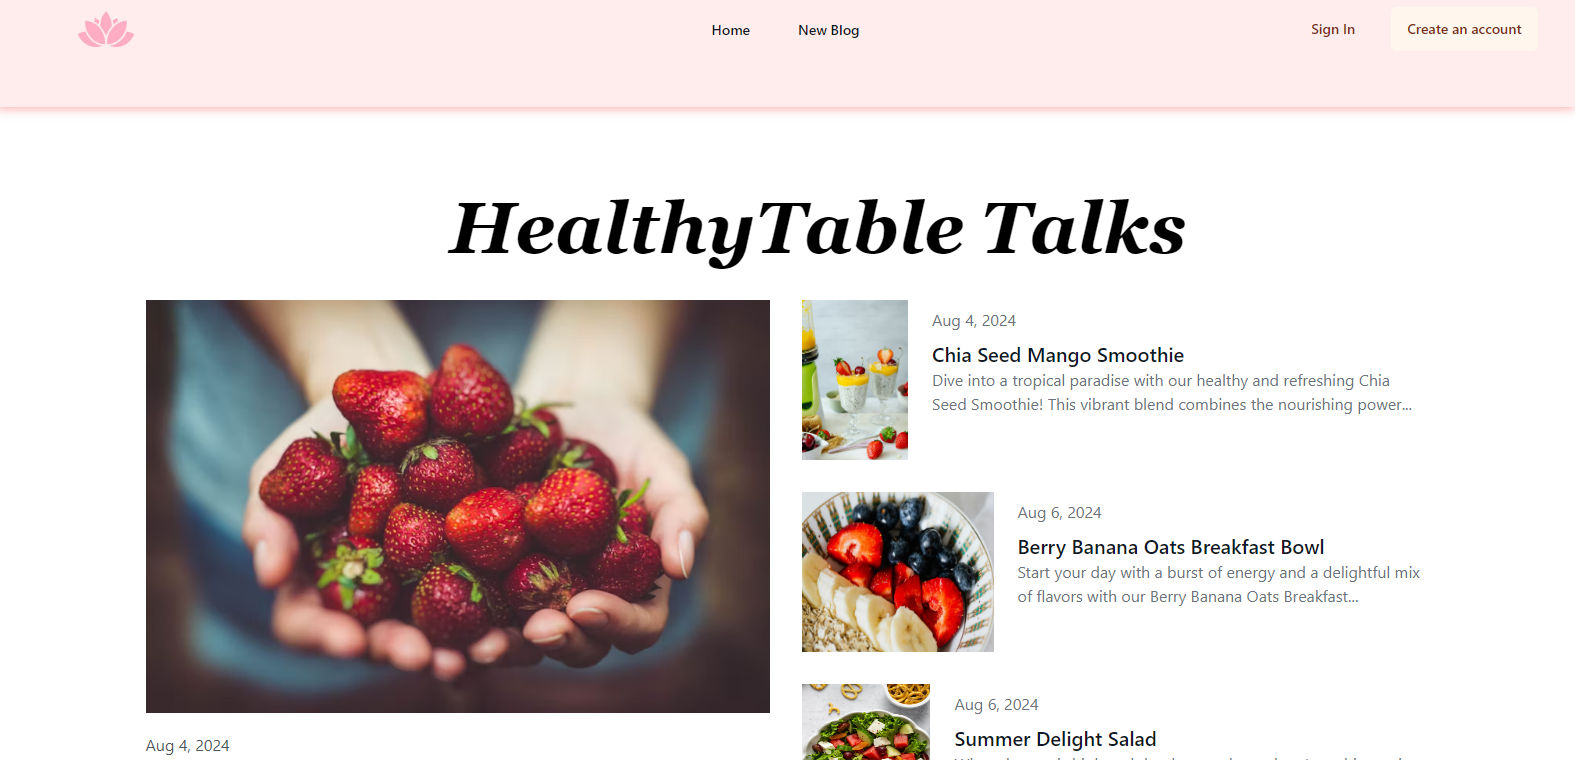 Home
New Blog
Sign In
Create an account
HealthyTable Talks
Aug 4, 2024
Aug 4, 2024
Chia Seed Mango Smoothie
Dive into a tropical paradise with our healthy and refreshing Chia
Seed Smoothie! This vibrant blend combines the nourishing power...
Aug 6, 2024
Berry Banana Oats Breakfast Bowl
Start your day with a burst of energy and a delightful mix
of flavors with our Berry Banana Oats Breakfast...
Aug 6, 2024
Summer Delight Salad